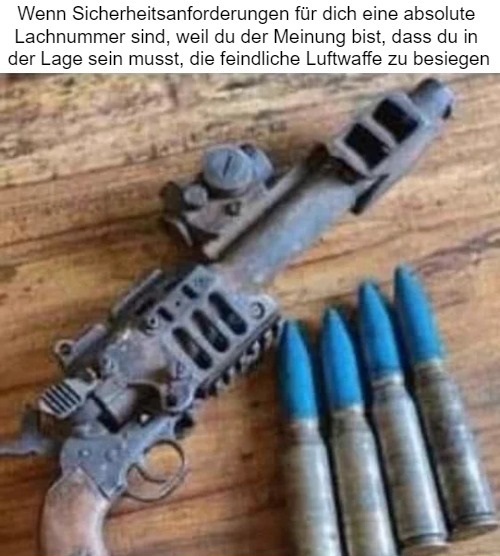 Wenn Sicherheitsanforderungen für dich eine absolute
Lachnummer sind, weil du der Meinung bist, dass du in
der Lage sein musst, die feindliche Luftwaffe zu besiegen